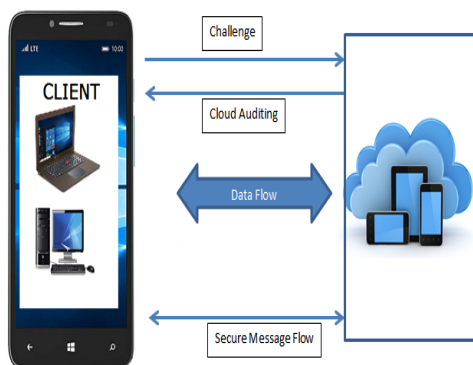 LTE
10:00
CLIENT
Challenge
Cloud Auditing
Data Flow
Secure Message Flow